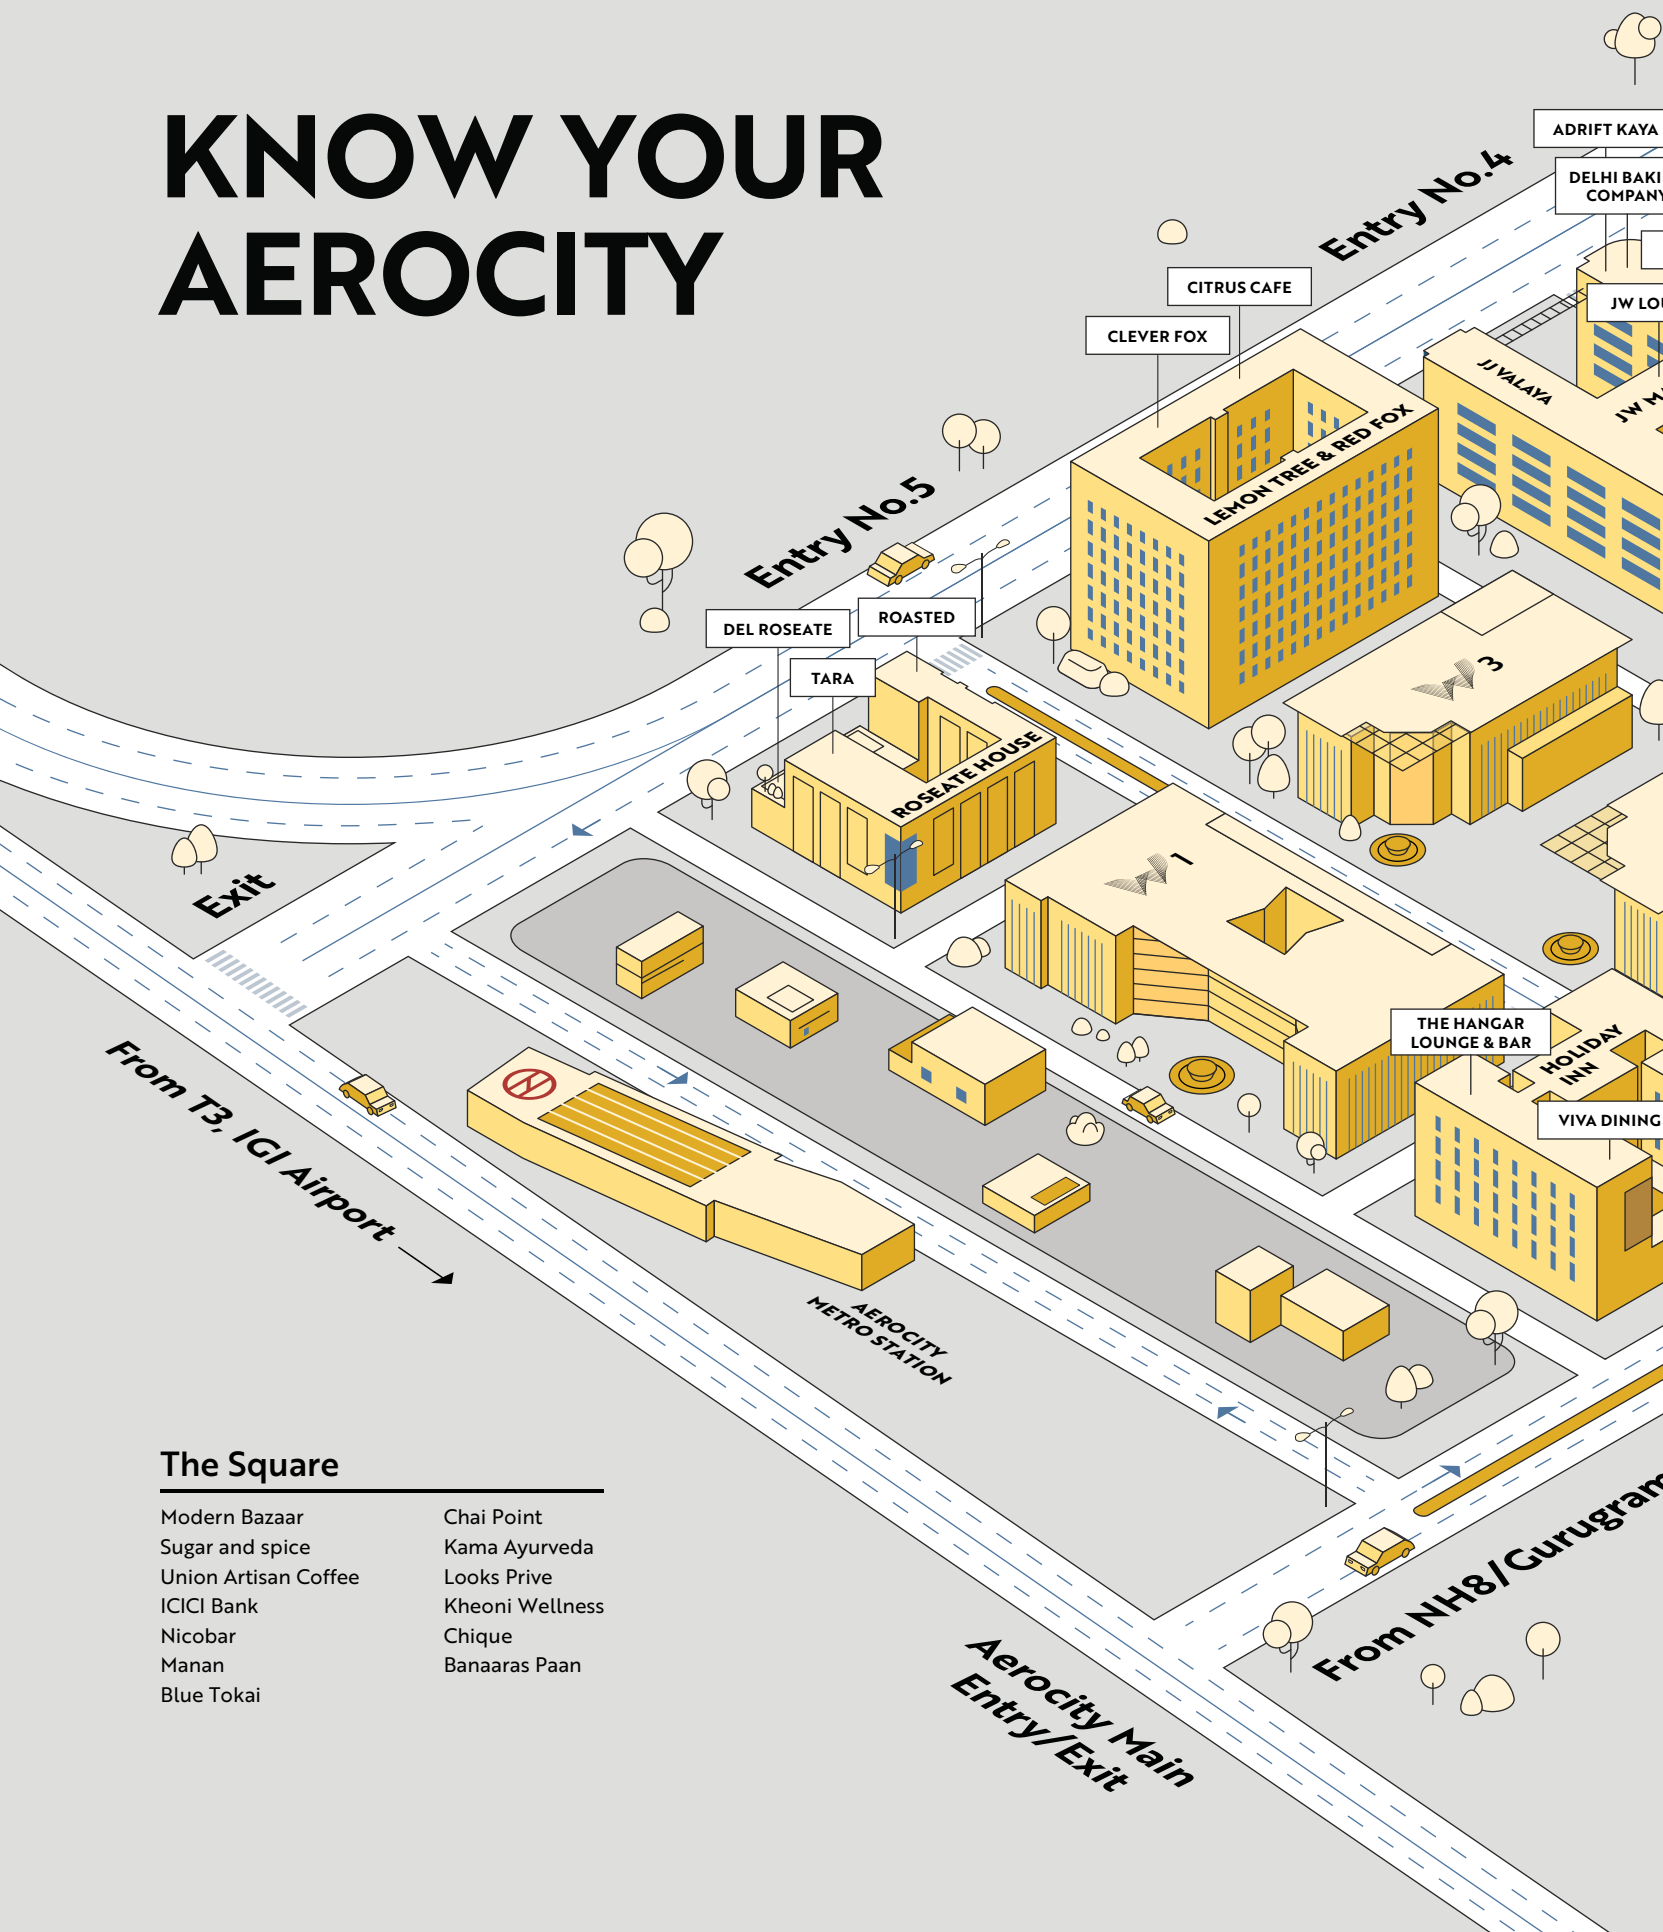 KNOW YOUR
AEROCITY
ADRIFT KAYA
DELHI
COMPANY
Entry No.4
CITRUS CAFE
CLEVER FOX
JW
JJ VALAYA
JW
LEMON TREE & RED FOX
Entry No.5
ROASTED
DEL ROSEATE
TARA
3
ROSEATE HOUSE
1
Exit
THE HANGAR
LOUNGE & BAR
HOLIDAY
INN
VIVA DINING
From T3, IGI Airport
AEROCITY
METRO STATION
The Square
Modern Bazaar
Sugar and spice
Union Artisan Coffee
ICICI Bank
Nicobar
Manan
Blue Tokai
Chai Point
Kama Ayurveda
Looks Prive
Kheoni Wellness
Chique
Banaaras Paan
From NH8/Gurugram
Aerocity Main
Entry/Exit